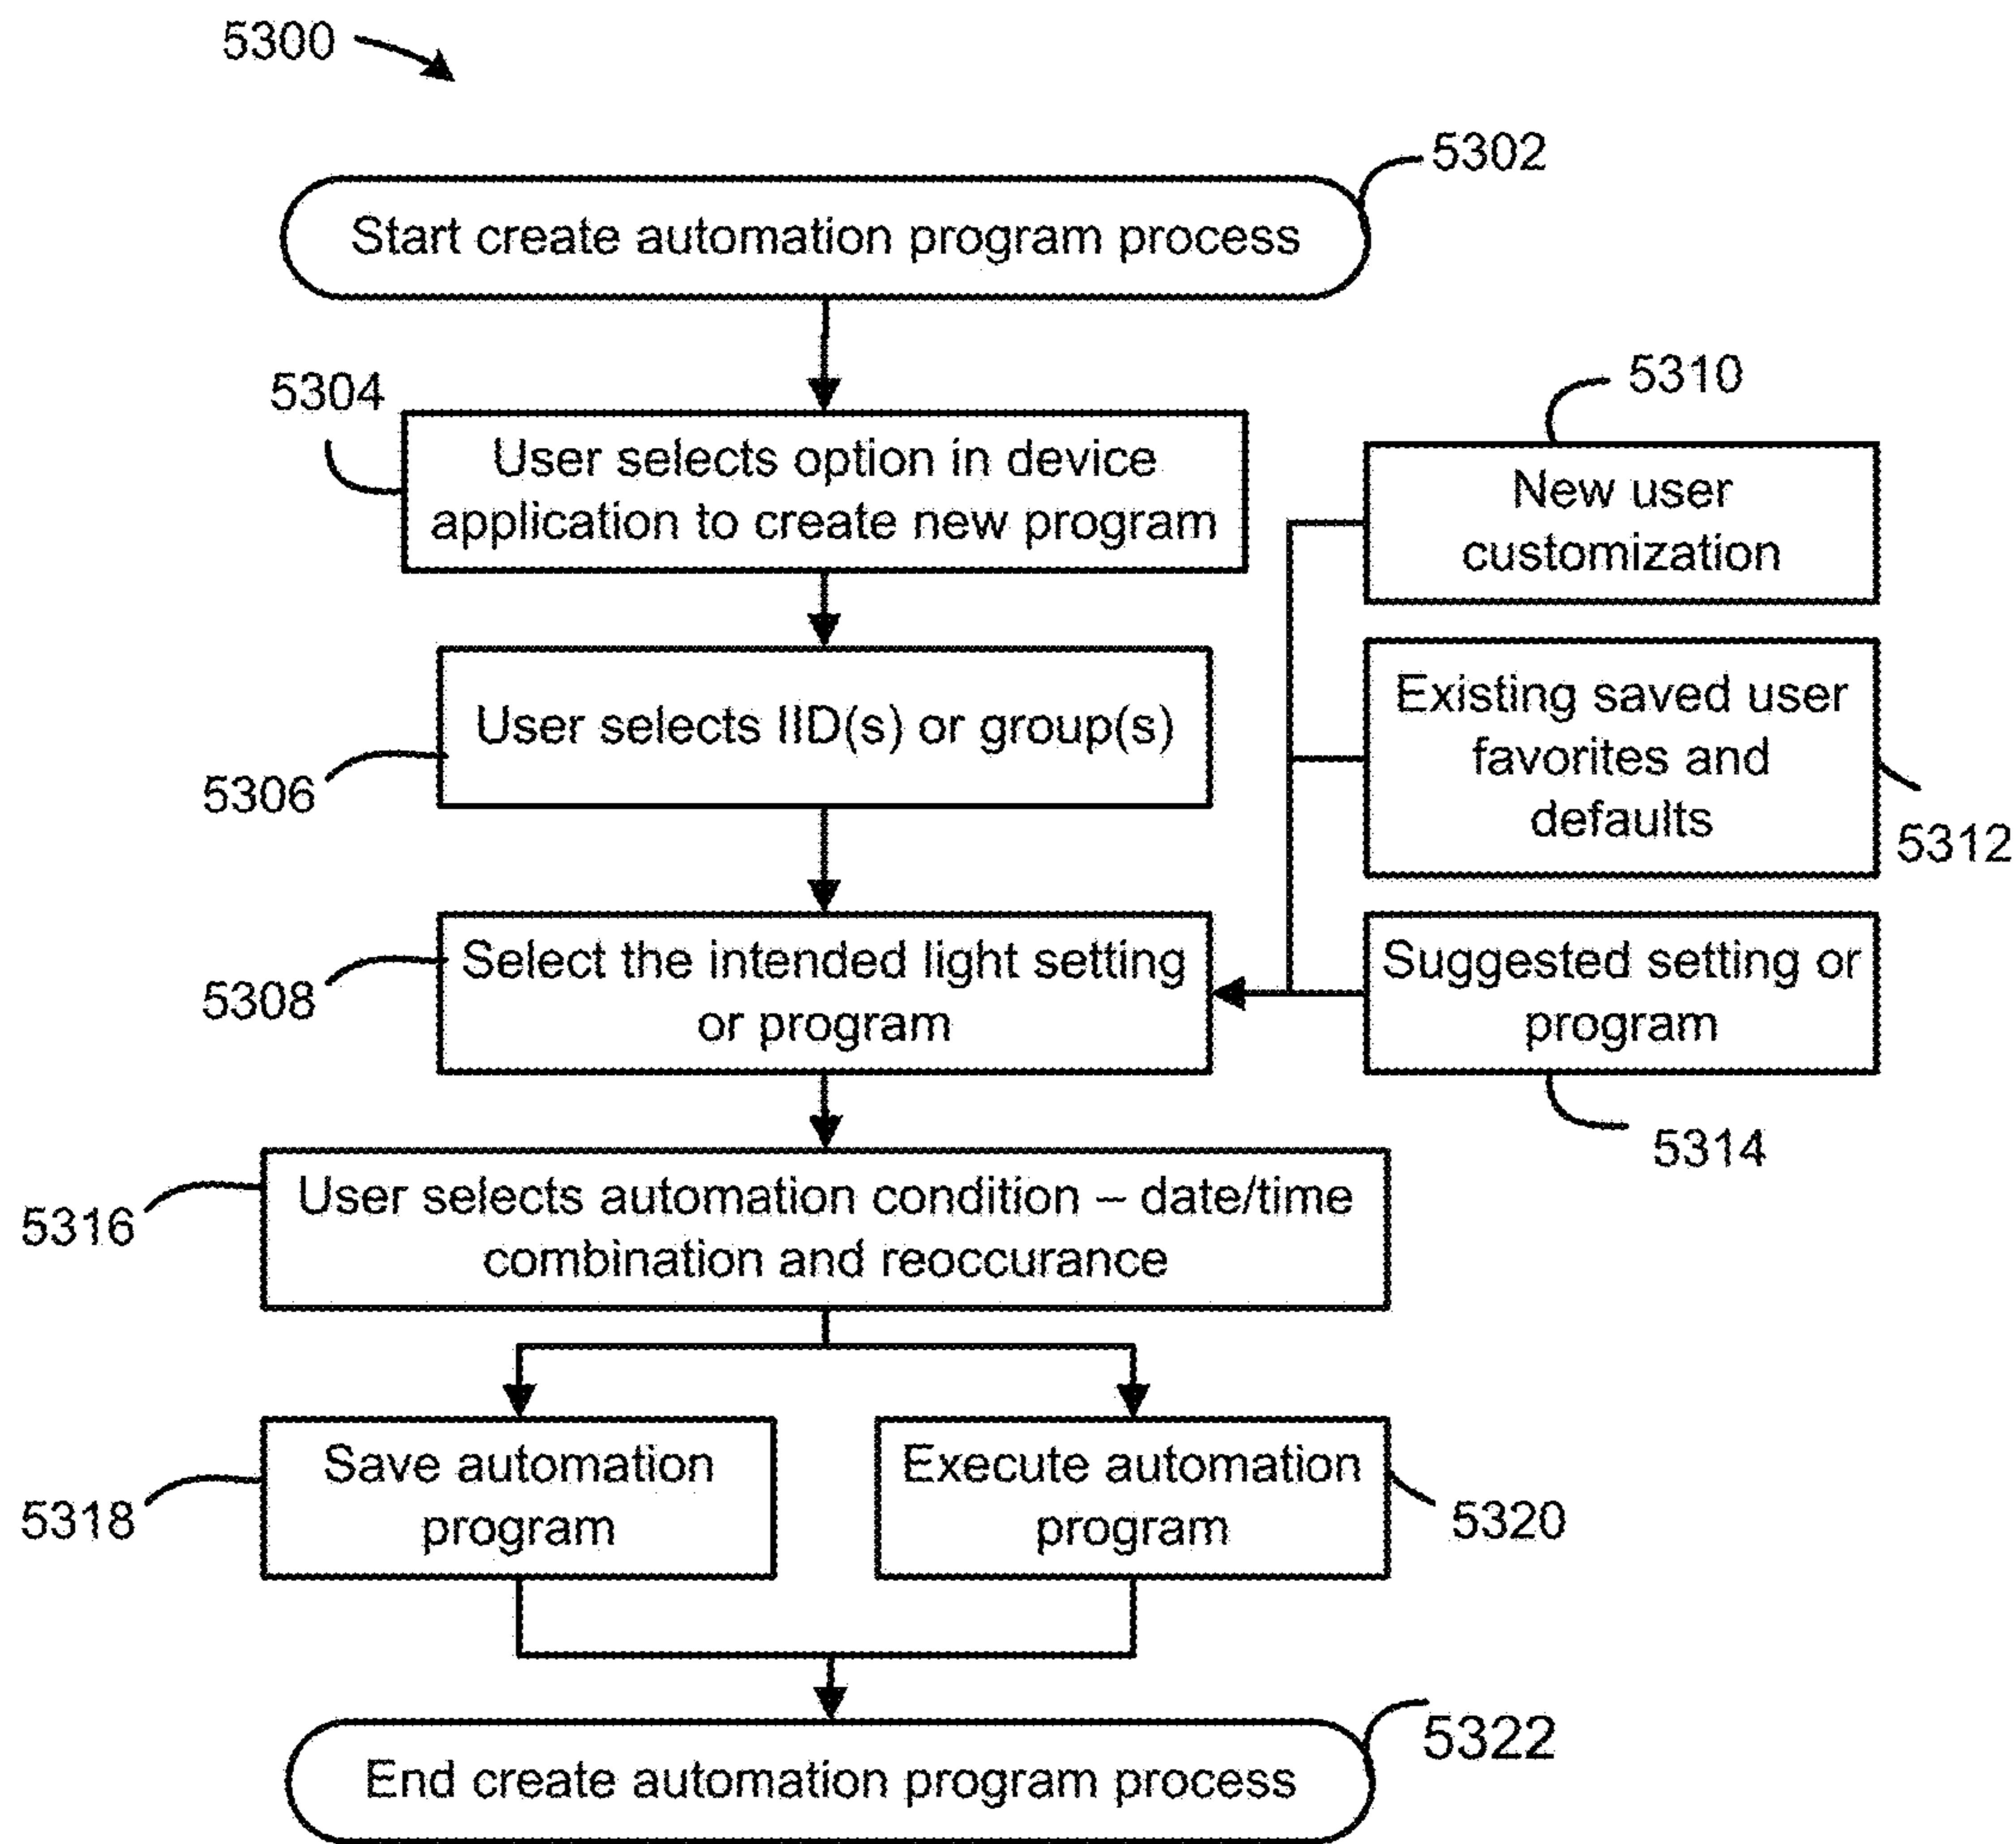 5300
5302
Start create automation program process
5304
User selects option in device
application to create new program
5310
New user
customization
User selects IID(s) or group(s)
5306
Existing saved user
favorites and
defaults
5312
Select the intended light setting
or program
5308
Suggested setting or
program
5314
User selects automation condition – date/time
combination and reoccurance
5316
Save automation
program
5318
Execute automation
program
5320
5322
End create automation program process